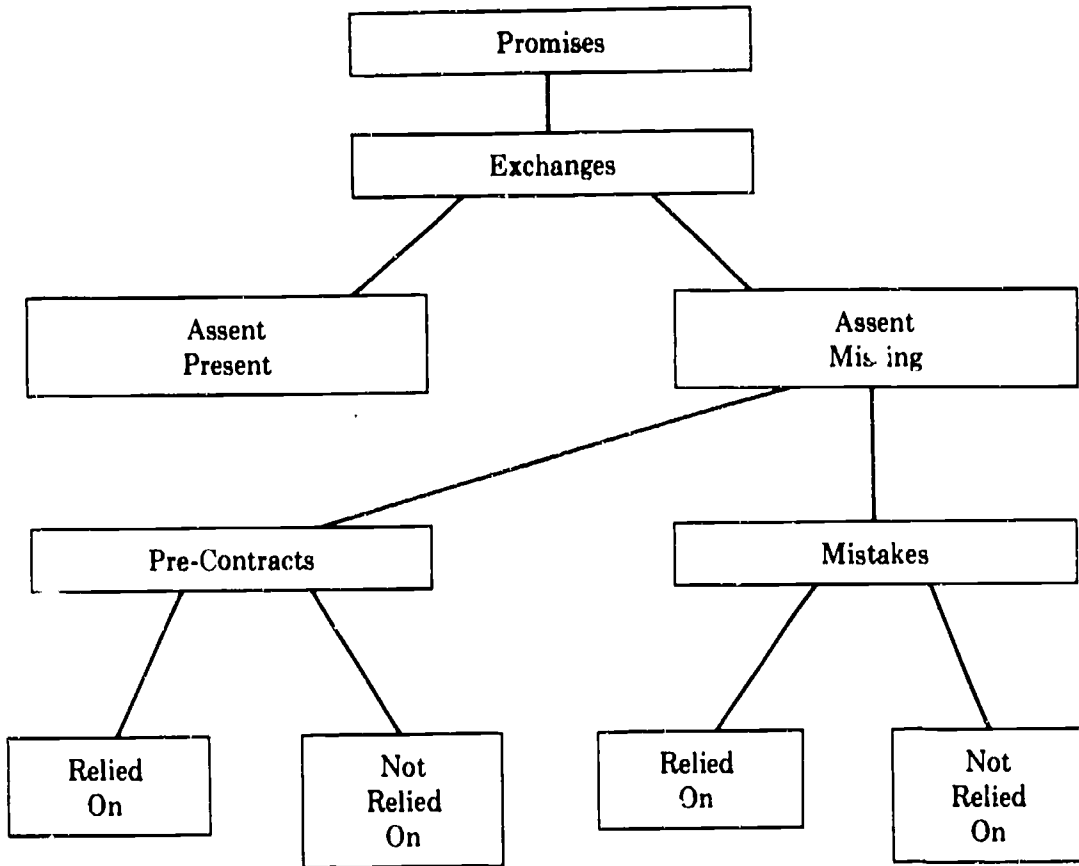 Promises
Exchanges
Assent
Present
Assent
Missing
Pre-Contracts
Mistakes
Relied
On
Not
Relied
On
Relied
On
Not
Relied
On